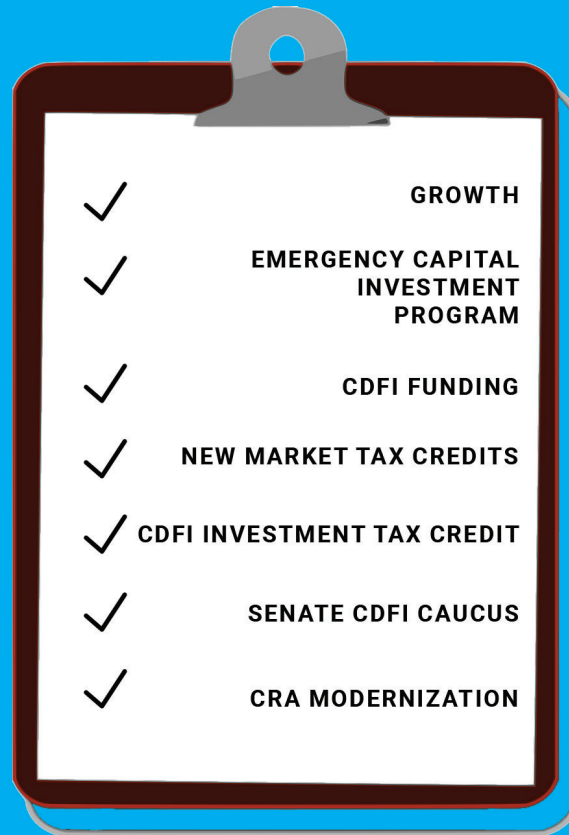 GROWTH
EMERGENCY CAPITAL
INVESTMENT
PROGRAM
CDFI FUNDING
NEW MARKET TAX CREDITS
CDFI INVESTMENT TAX CREDIT
SENATE CDFI CAUCUS
CRA MODERNIZATION